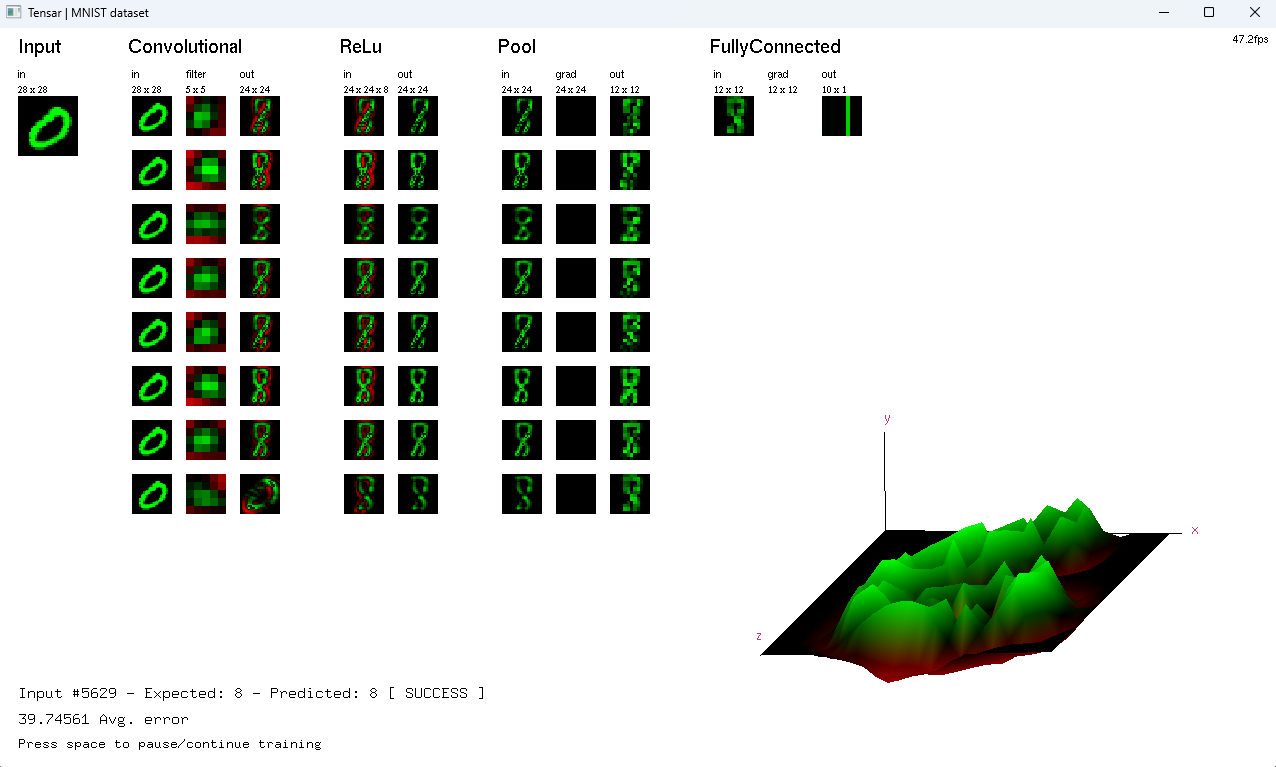 Tensar | MNIST dataset
47.2fps
Input Convolutional ReLu Pool FullyConnected
in in filter out in out in grad out in grad out
28 x 28 28 x 28 5 x 5 24 x 24 24 x 24 x 8 24 x 24 24 x 24 24 x 24 12 x 12 12 x 12 12 x 12 10 x 1
y
x
z
Input #5629 - Expected: 8 - Predicted: 8 [ SUCCESS ]
39.74561 Avg. error
Press space to pause/continue training